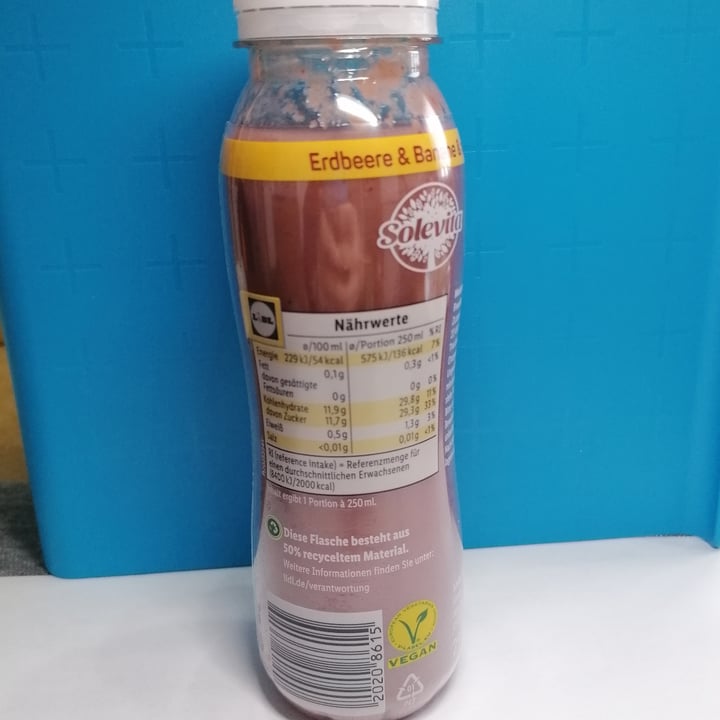 Erdbeere & Banane &
Solevita
LIDL
Nährwerte
ø/100 ml ø/Portion 250 ml % RI
Energie 229 kJ/54 kcal 575 kJ/136 kcal 7%
Fett 0,1g 0,3g <1%
davon gesättigte
Fettsäuren 0g 0g 0%
Kohlenhydrate 11,9g 29,8g 11%
davon Zucker 11,7g 29,3g 33%
Eiweiß 0,5g 1,3g 3%
Salz <0,01g 0,01g <1%
RI (reference intake) = Referenzmenge für
einen durchschnittlichen Erwachsenen
(8400 kJ/2000 kcal)
Inhalt ergibt 1 Portion à 250 ml.
Diese Flasche besteht aus
50% recyceltem Material.
Weitere Informationen finden Sie unter:
lidl.de/verantwortung
2020 8615
VEGAN